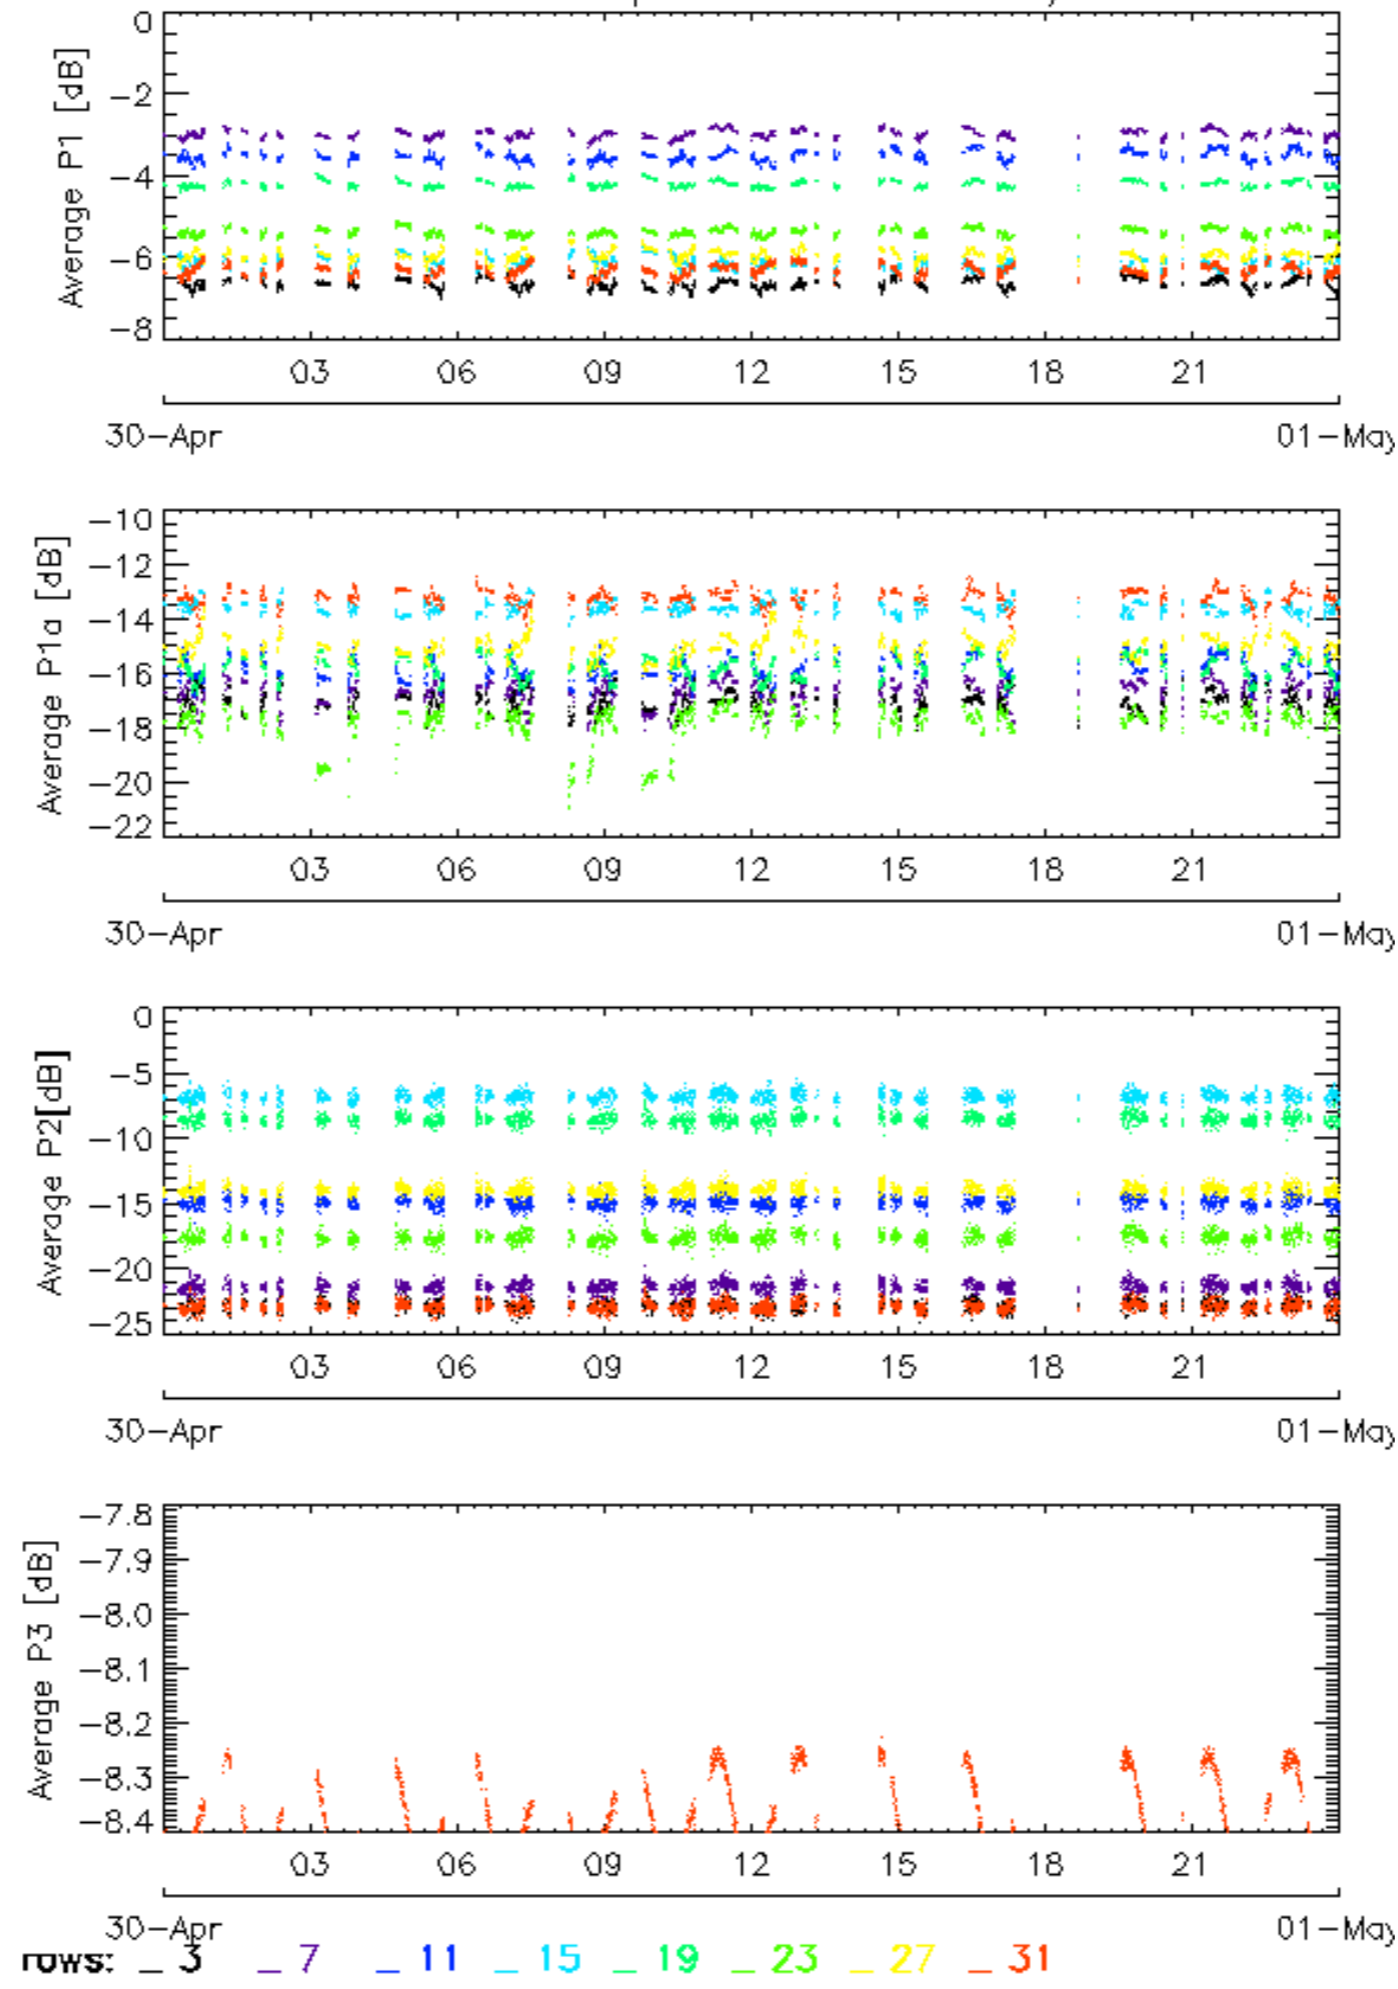 0
-2
-4
-6
-8
Average P1 [dB]
03 06 09 12 15 18 21
30-Apr 01-May
-10
-12
-14
-16
-18
-20
-22
Average P1a [dB]
03 06 09 12 15 18 21
30-Apr 01-May
0
-5
-10
-15
-20
-25
Average P2[dB]
03 06 09 12 15 18 21
30-Apr 01-May
-7.8
-7.9
-8.0
-8.1
-8.2
-8.3
-8.4
Average P3 [dB]
03 06 09 12 15 18 21
30-Apr 01-May
rows: _ 3 _ 7 _ 11 _ 15 _ 19 _ 23 _ 27 _ 31